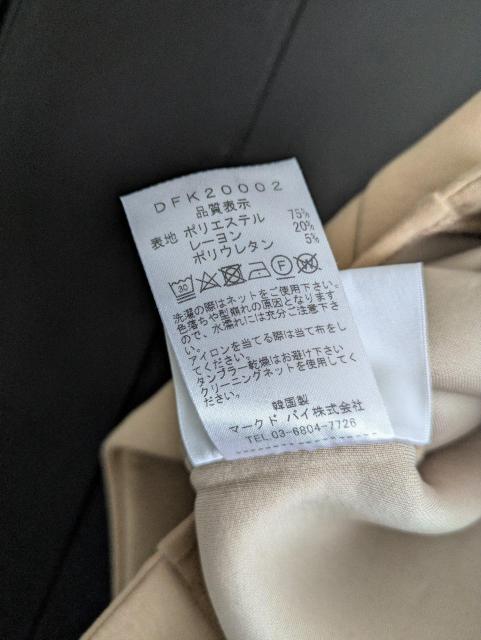 DFK20002
品質表示
表地 ポリエステル 75%
レーヨン 20%
ポリウレタン 5%
30 F W
洗濯の際はネットをご使用下さい。
色落ちや型崩れの原因となります
ので、水濡れには充分ご注意下さ
い。
アイロンを当てる際は当て布をし
てください。
タンブラー乾燥はお避け下さい
クリーニングネットを使用してく
ださい。
韓国製
マーク ド バイ株式会社
TEL.03-6804-7726